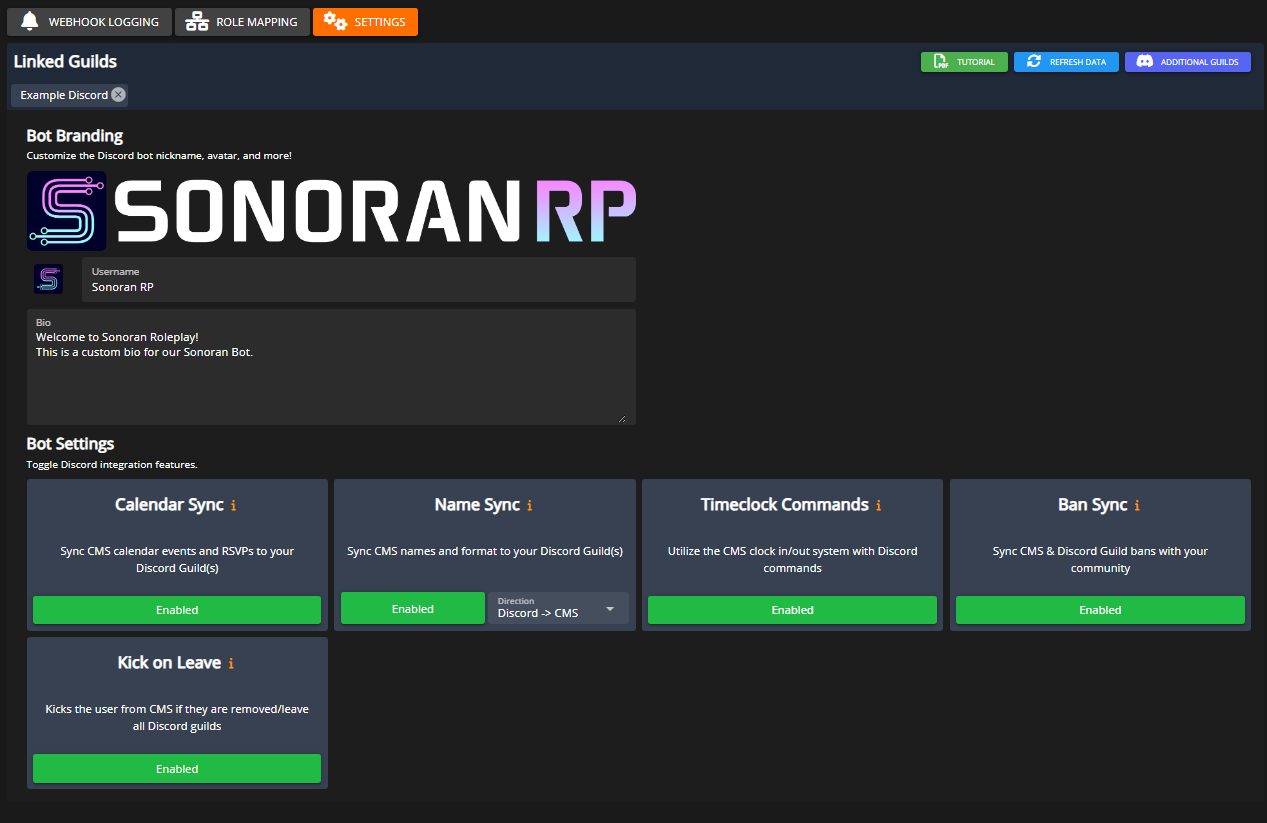 WEBHOOK LOGGING
ROLE MAPPING
SETTINGS
Linked Guilds
TUTORIAL
REFRESH DATA
ADDITIONAL GUILDS
Example Discord
Bot Branding
Customize the Discord bot nickname, avatar, and more!
SONORAN RP
Username
Sonoran RP
Bio
Welcome to Sonoran Roleplay!
This is a custom bio for our Sonoran Bot.
Bot Settings
Toggle Discord integration features.
Calendar Sync i
Sync CMS calendar events and RSVPs to your
Discord Guild(s)
Enabled
Name Sync i
Sync CMS names and format to your Discord Guild(s)
Enabled
Direction
Discord -> CMS
Timeclock Commands i
Utilize the CMS clock in/out system with Discord
commands
Enabled
Ban Sync i
Sync CMS & Discord Guild bans with your
community
Enabled
Kick on Leave i
Kicks the user from CMS if they are removed/leave
all Discord guilds
Enabled